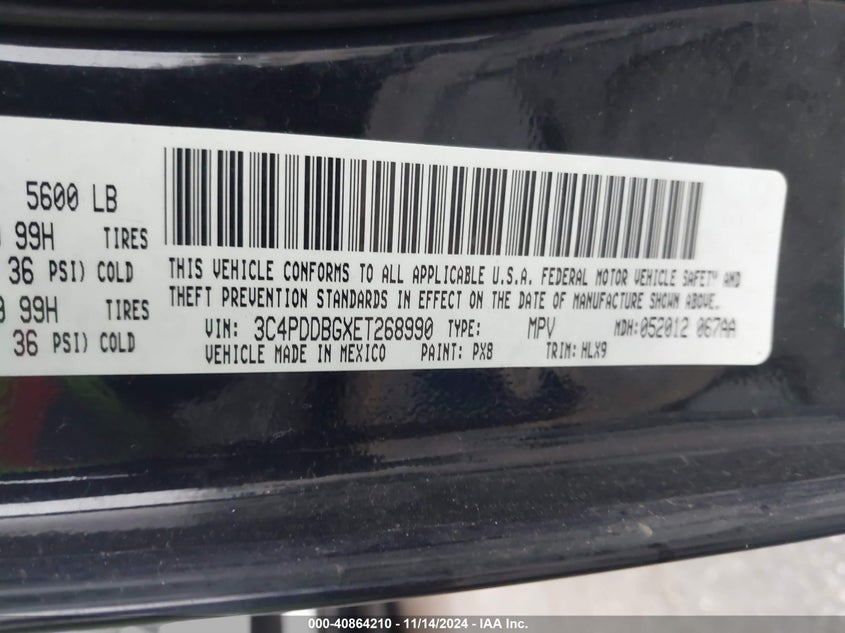 5600 LB
99H TIRES
36 PSI) COLD
99H TIRES
36 PSI) COLD
THIS VEHICLE CONFORMS TO ALL APPLICABLE U.S.A. FEDERAL MOTOR VEHICLE SAFETY AND
THEFT PREVENTION STANDARDS IN EFFECT ON THE DATE OF MANUFACTURE SHOWN ABOVE.
VIN: 3C4PDDBGXET268990 TYPE: MPV MDH:052012 067AA
VEHICLE MADE IN MEXICO PAINT: PX8 TRIM: HLX9
000-40864210 - 11/14/2024 - IAA Inc.